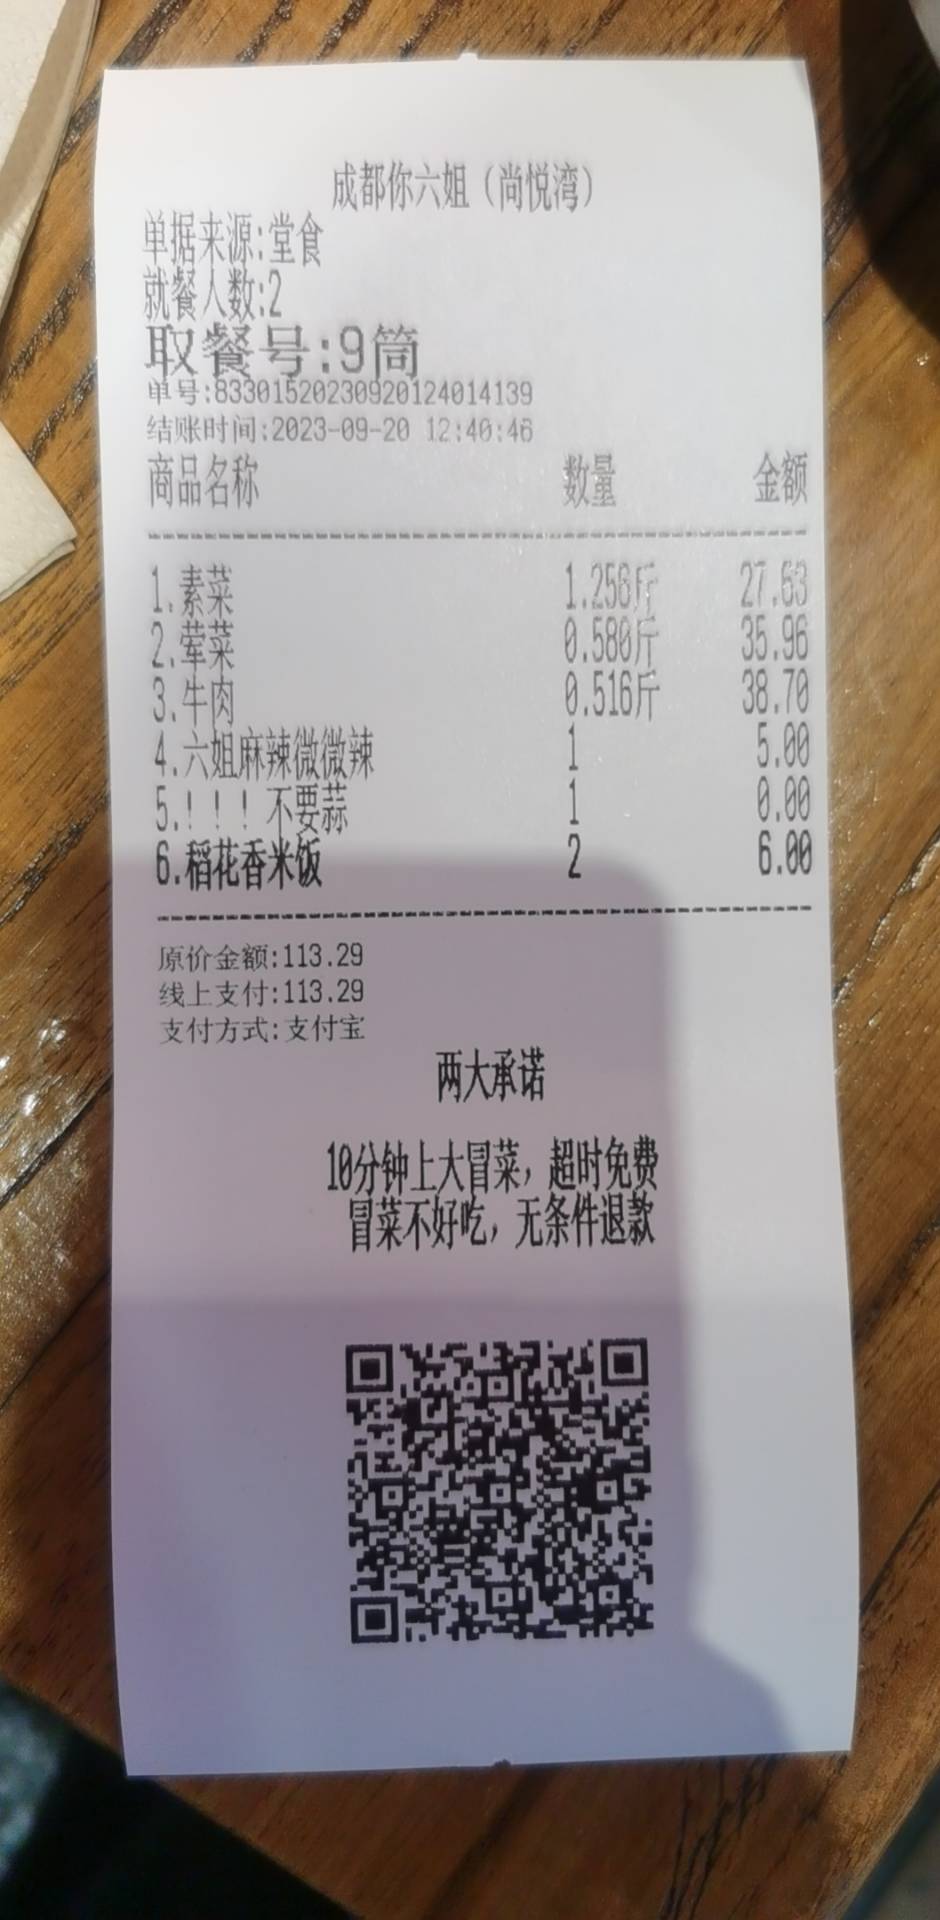 成都你六姐（尚悦湾）
单据来源:堂食
就餐人数:2
取餐号:9筒
单号:83301520230920124014139
结账时间:2023-09-20 12:40:46
商品名称 数量 金额
1.素菜 1.256斤 27.63
2.荤菜 0.580斤 35.96
3.牛肉 0.516斤 38.70
4.六姐麻辣微微辣 1 5.00
5.！！！不要蒜 1 0.00
6.稻花香米饭 2 6.00
原价金额:113.29
线上支付:113.29
支付方式:支付宝
两大承诺
10分钟上大冒菜，超时免费
冒菜不好吃，无条件退款